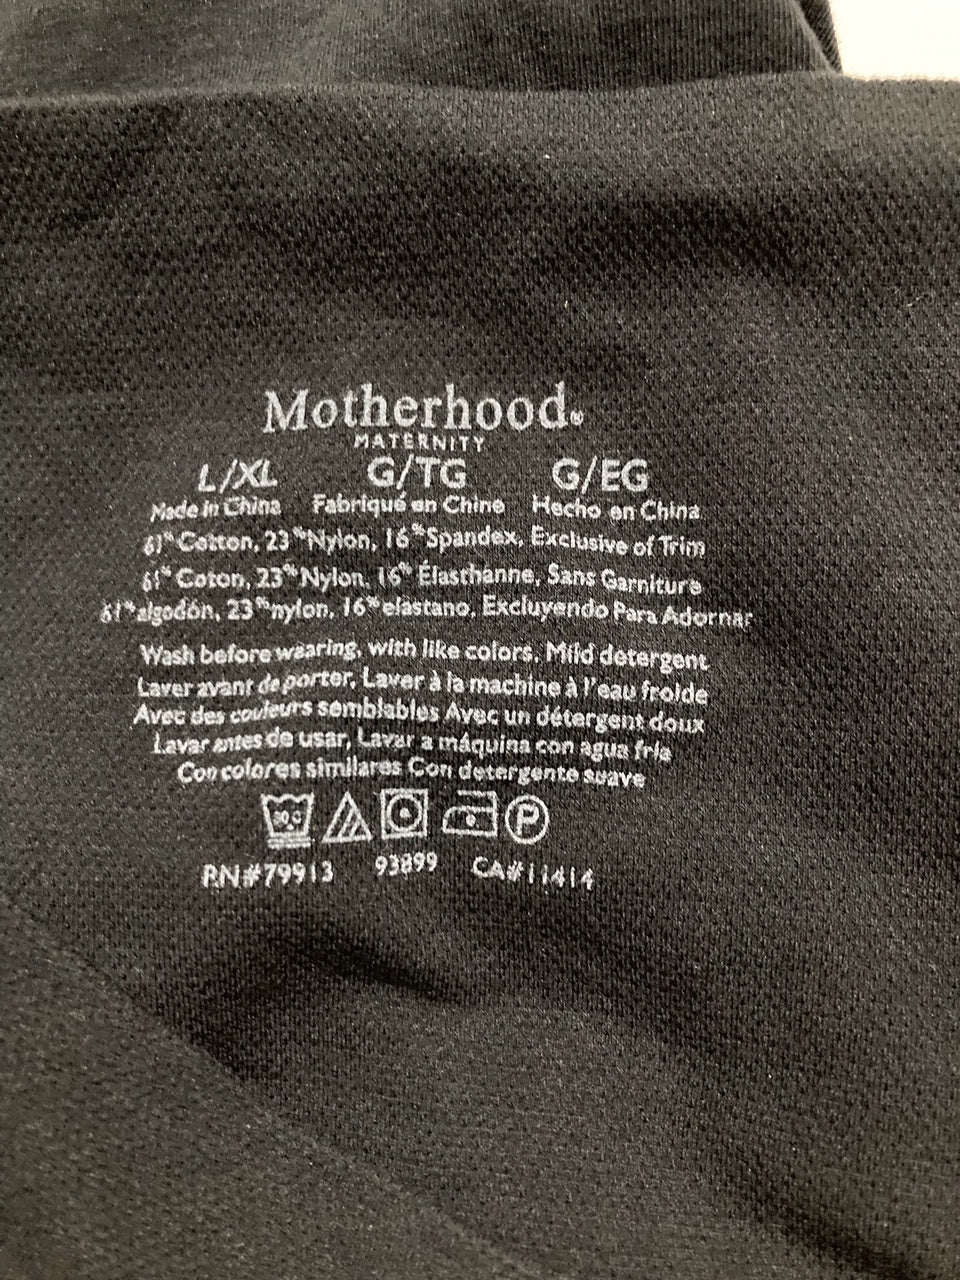 Motherhood®
MATERNITY
L/XL G/TG G/EG
Made in China Fabriqué en Chine Hecho en China
61% Cotton, 23% Nylon, 16% Spandex, Exclusive of Trim
61% Coton, 23% Nylon, 16% Élasthanne, Sans Garniture
61% algodón, 23% nylon, 16% elastano, Excluyendo Para Adornar
Wash before wearing, with like colors. Mild detergent
Laver avant de porter, Laver à la machine à l'eau froide
Avec des couleurs semblables Avec un détergent doux
Lavar antes de usar, Lavar a máquina con agua fría
Con colores similares Con detergente suave
30°C P
RN#79913 93899 CA#11414